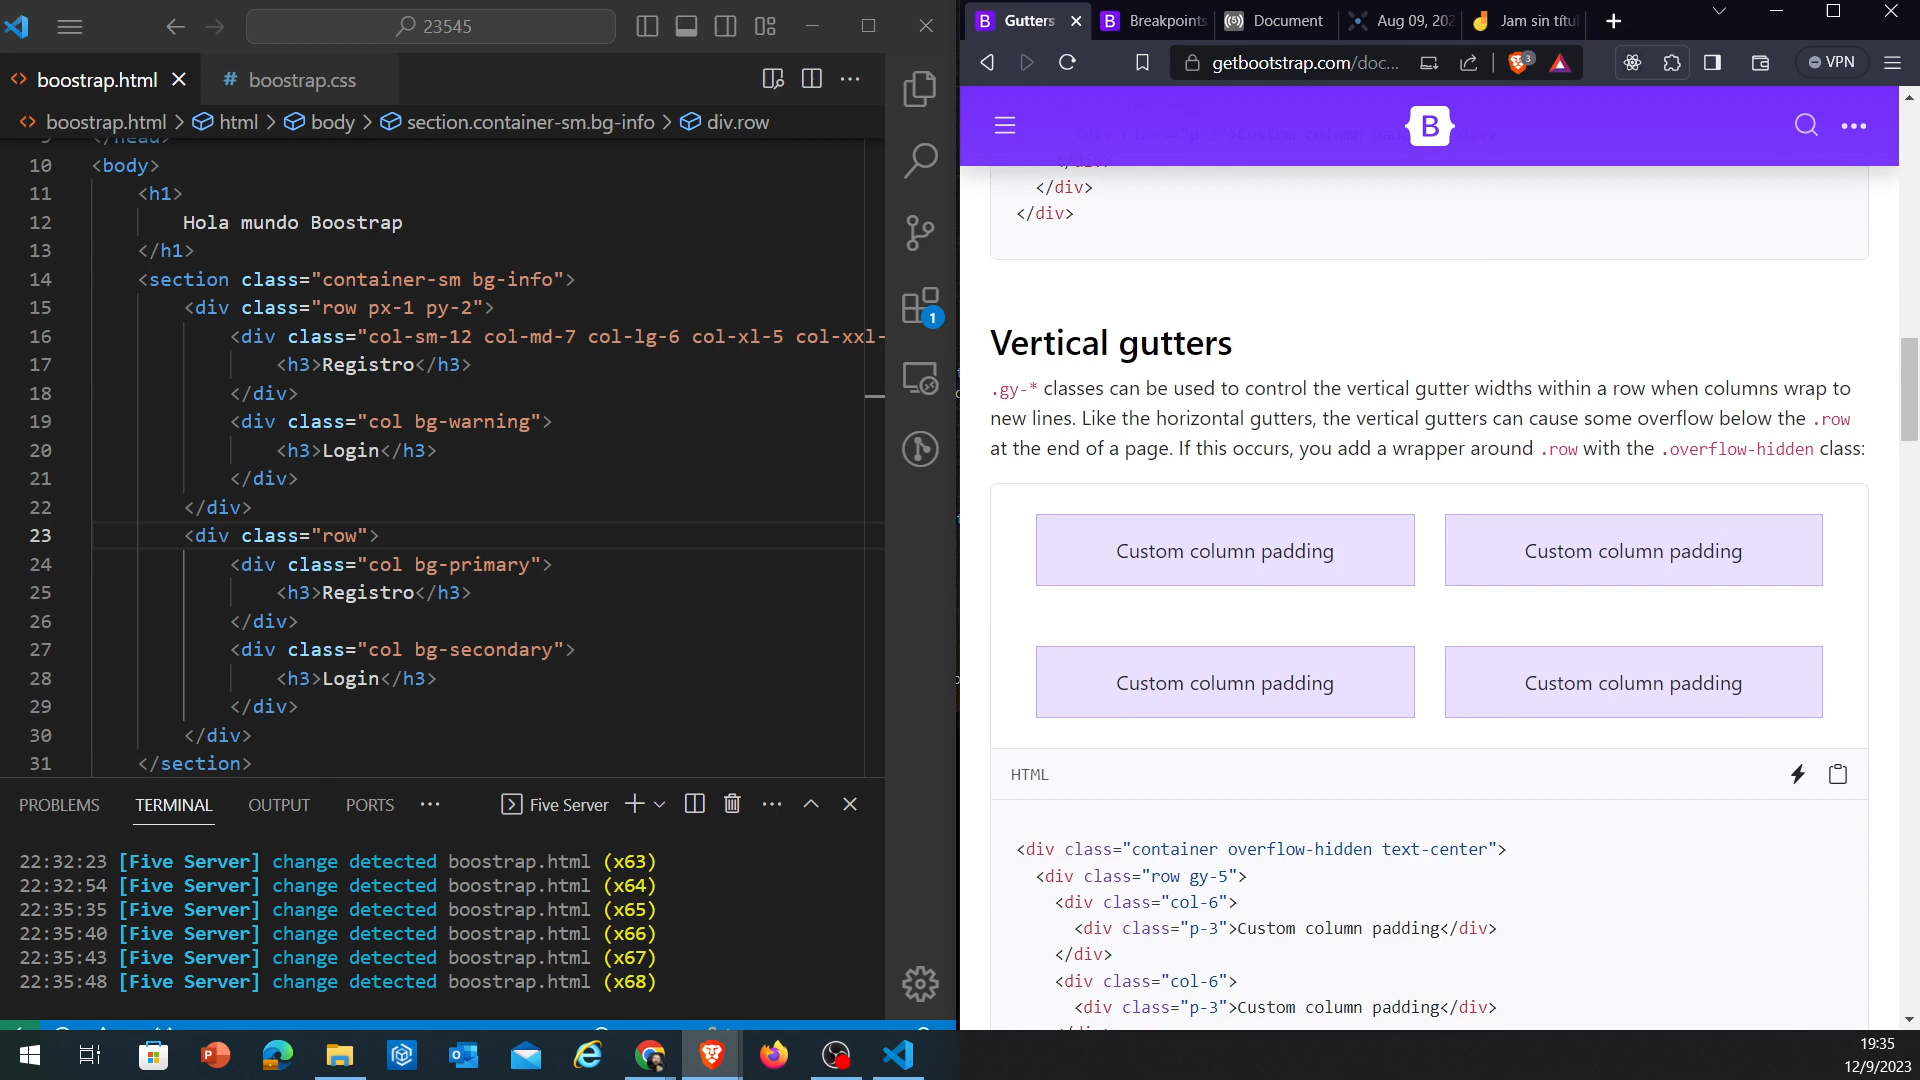 23545
boostrap.html
# boostrap.css
boostrap.html > html > body > section.container-sm.bg-info > div.row
10 <body>
11 <h1>
12 Hola mundo Boostrap
13 </h1>
14 <section class="container-sm bg-info">
15 <div class="row px-1 py-2">
16 <div class="col-sm-12 col-md-7 col-lg-6 col-xl-5 col-xxl-
17 <h3>Registro</h3>
18 </div>
19 <div class="col bg-warning">
20 <h3>Login</h3>
21 </div>
22 </div>
23 <div class="row">
24 <div class="col bg-primary">
25 <h3>Registro</h3>
26 </div>
27 <div class="col bg-secondary">
28 <h3>Login</h3>
29 </div>
30 </div>
31 </section>
1
PROBLEMS TERMINAL OUTPUT PORTS
Five Server
22:32:23 [Five Server] change detected boostrap.html (x63)
22:32:54 [Five Server] change detected boostrap.html (x64)
22:35:35 [Five Server] change detected boostrap.html (x65)
22:35:40 [Five Server] change detected boostrap.html (x66)
22:35:43 [Five Server] change detected boostrap.html (x67)
22:35:48 [Five Server] change detected boostrap.html (x68)
Gutters Breakpoints Document Aug 09, 202 Jam sin títul
getbootstrap.com/doc...
3
VPN
B
</div>
</div>
Vertical gutters
.gy-* classes can be used to control the vertical gutter widths within a row when columns wrap to
new lines. Like the horizontal gutters, the vertical gutters can cause some overflow below the .row
at the end of a page. If this occurs, you add a wrapper around .row with the .overflow-hidden class:
Custom column padding Custom column padding
Custom column padding Custom column padding
HTML
<div class="container overflow-hidden text-center">
<div class="row gy-5">
<div class="col-6">
<div class="p-3">Custom column padding</div>
</div>
<div class="col-6">
<div class="p-3">Custom column padding</div>
19:35
12/9/2023